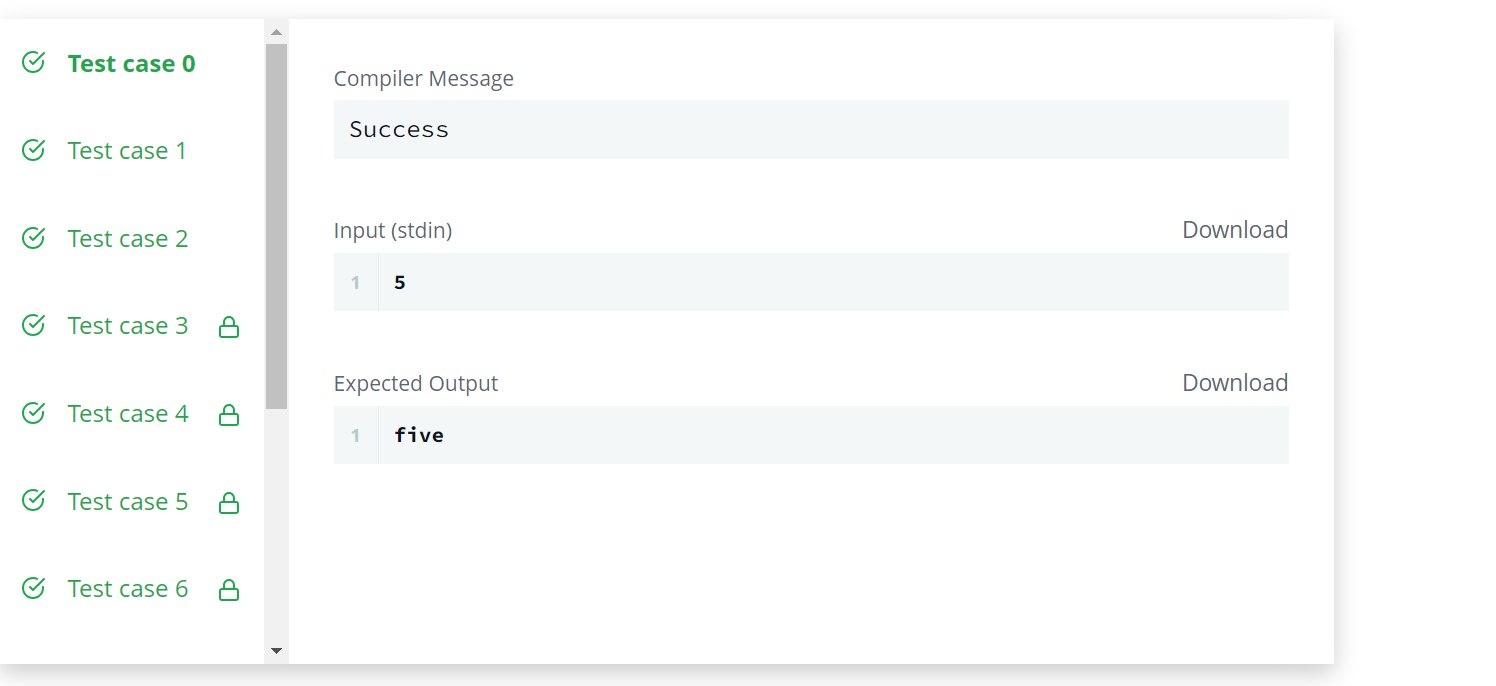 Test case 0
Test case 1
Test case 2
Test case 3
Test case 4
Test case 5
Test case 6
Compiler Message
Success
Input (stdin)
Download
1 5
Expected Output
Download
1 five